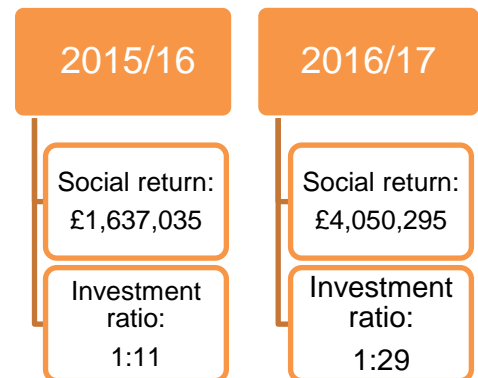 2015/16
Social return:
£1,637,035
Investment
ratio:
1:11
2016/17
Social return:
£4,050,295
Investment
ratio:
1:29